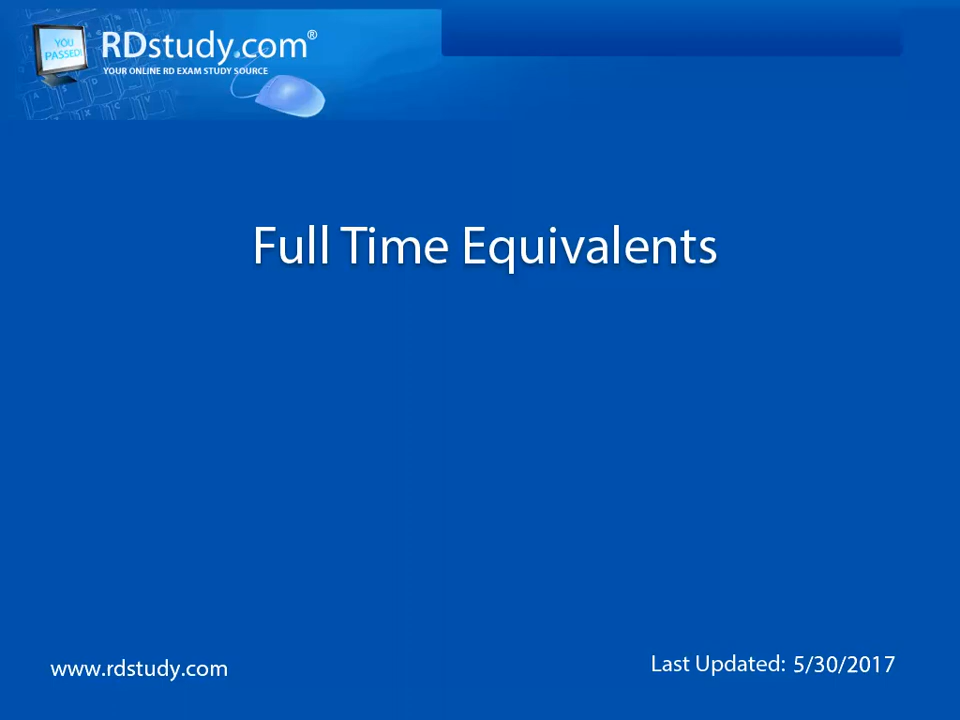 YOU
PASSED!
RDstudy.com®
YOUR ONLINE RD EXAM STUDY SOURCE
Full Time Equivalents
www.rdstudy.com
Last Updated: 5/30/2017